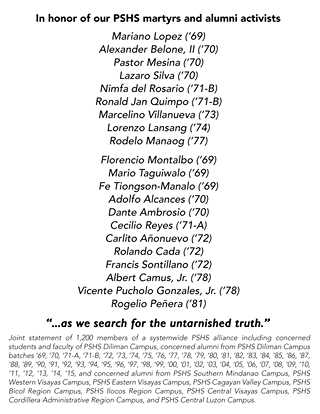 In honor of our PSHS martyrs and alumni activists
Mariano Lopez ('69)
Alexander Belone, II ('70)
Pastor Mesina ('70)
Lazaro Silva ('70)
Nimfa del Rosario ('71-B)
Ronald Jan Quimpo ('71-B)
Marcelino Villanueva ('73)
Lorenzo Lansang ('74)
Rodelo Manaog ('77)
Florencio Montalbo ('69)
Mario Taguiwalo ('69)
Fe Tiongson-Manalo ('69)
Adolfo Alcances ('70)
Dante Ambrosio ('70)
Cecilio Reyes ('71-A)
Carlito Añonuevo ('72)
Rolando Cada ('72)
Francis Sontillano ('72)
Albert Camus, Jr. ('78)
Vicente Pucholo Gonzales, Jr. ('78)
Rogelio Peñera ('81)
"...as we search for the untarnished truth."
Joint statement of 1,200 members of a systemwide PSHS alliance including concerned
students and faculty of PSHS Diliman Campus, concerned alumni from PSHS Diliman Campus
batches '69, '70, '71-A, '71-B, '72, '73, '74, '75, '76, '77, '78, '79, '80, '81, '82, '83, '84, '85, '86, '87,
'88, '89, '90, '91, '92, '93, '94, '95, '96, '97, '98, '99, '00, '01, '02, '03, '04, '05, '06, '07, '08, '09, '10,
'11, '12, '13, '14, '15, and concerned alumni from PSHS Southern Mindanao Campus, PSHS
Western Visayas Campus, PSHS Eastern Visayas Campus, PSHS Cagayan Valley Campus, PSHS
Bicol Region Campus, PSHS Ilocos Region Campus, PSHS Central Visayas Campus, PSHS
Cordillera Administrative Region Campus, and PSHS Central Luzon Campus.